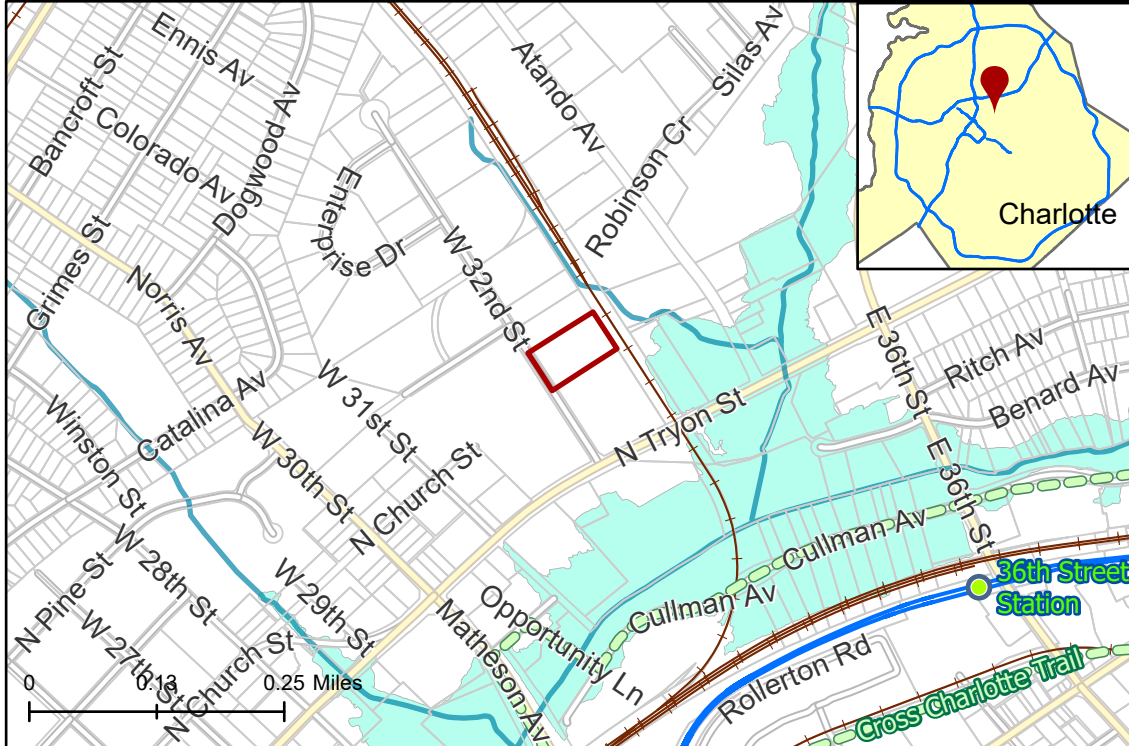 Ennis Av
Bancroft St
Colorado Av
Dogwood Av
Atando Av
Silas Av
Robinson Cr
Charlotte
Enterprise Dr
W 32nd St
Grimes St
Norris Av
E 36th St
Ritch Av
Benard Av
W 31st St
Catalina Av
Winston St
W 30th St
N Church St
N Tryon St
E 36th St
N Pine St
W 28th St
W 29th St
W 27th St
N Church St
Opportunity Ln
Matheson Av
Cullman Av
Cullman Av
36th Street
Station
Rollerton Rd
Cross Charlotte Trail
0 0.13 0.25 Miles